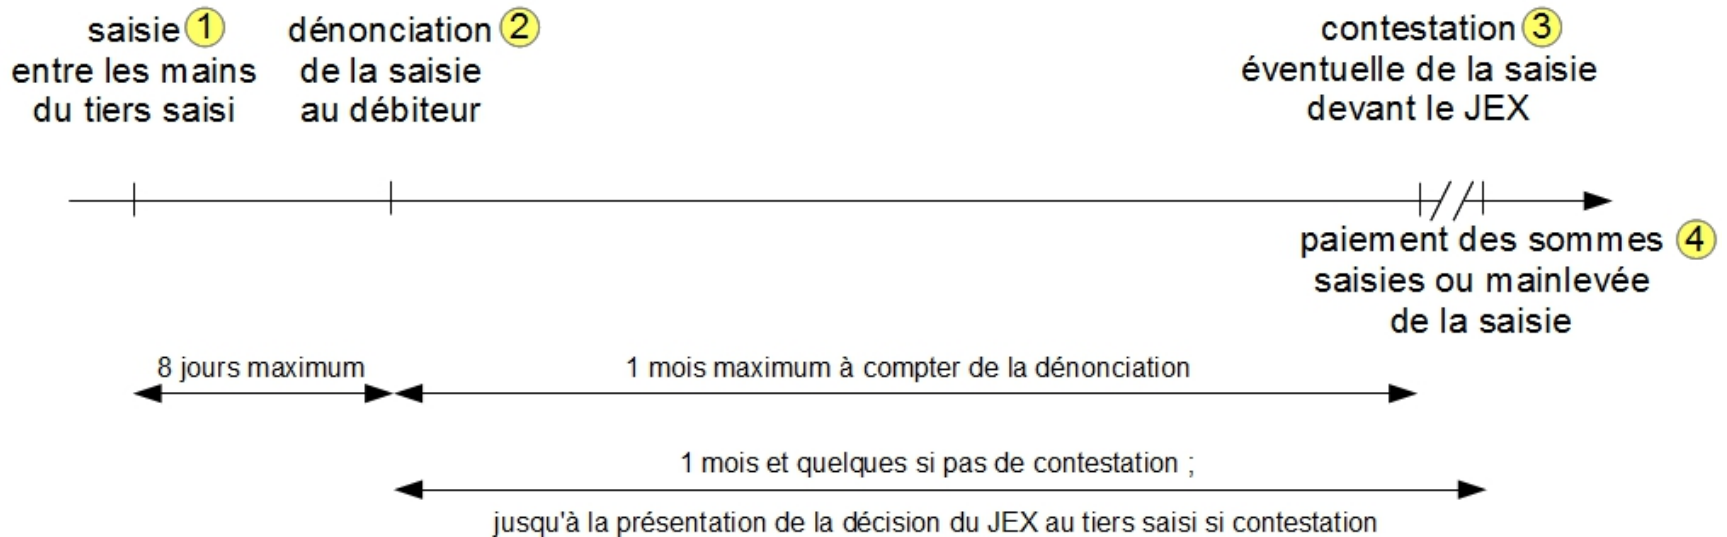 saisie 1
entre les mains
du tiers saisi
dénonciation 2
de la saisie
au débiteur
contestation 3
éventuelle de la saisie
devant le JEX
paiement des sommes 4
saisies ou mainlevée
de la saisie
8 jours maximum
1 mois maximum à compter de la dénonciation
1 mois et quelques si pas de contestation ;
jusqu'à la présentation de la décision du JEX au tiers saisi si contestation